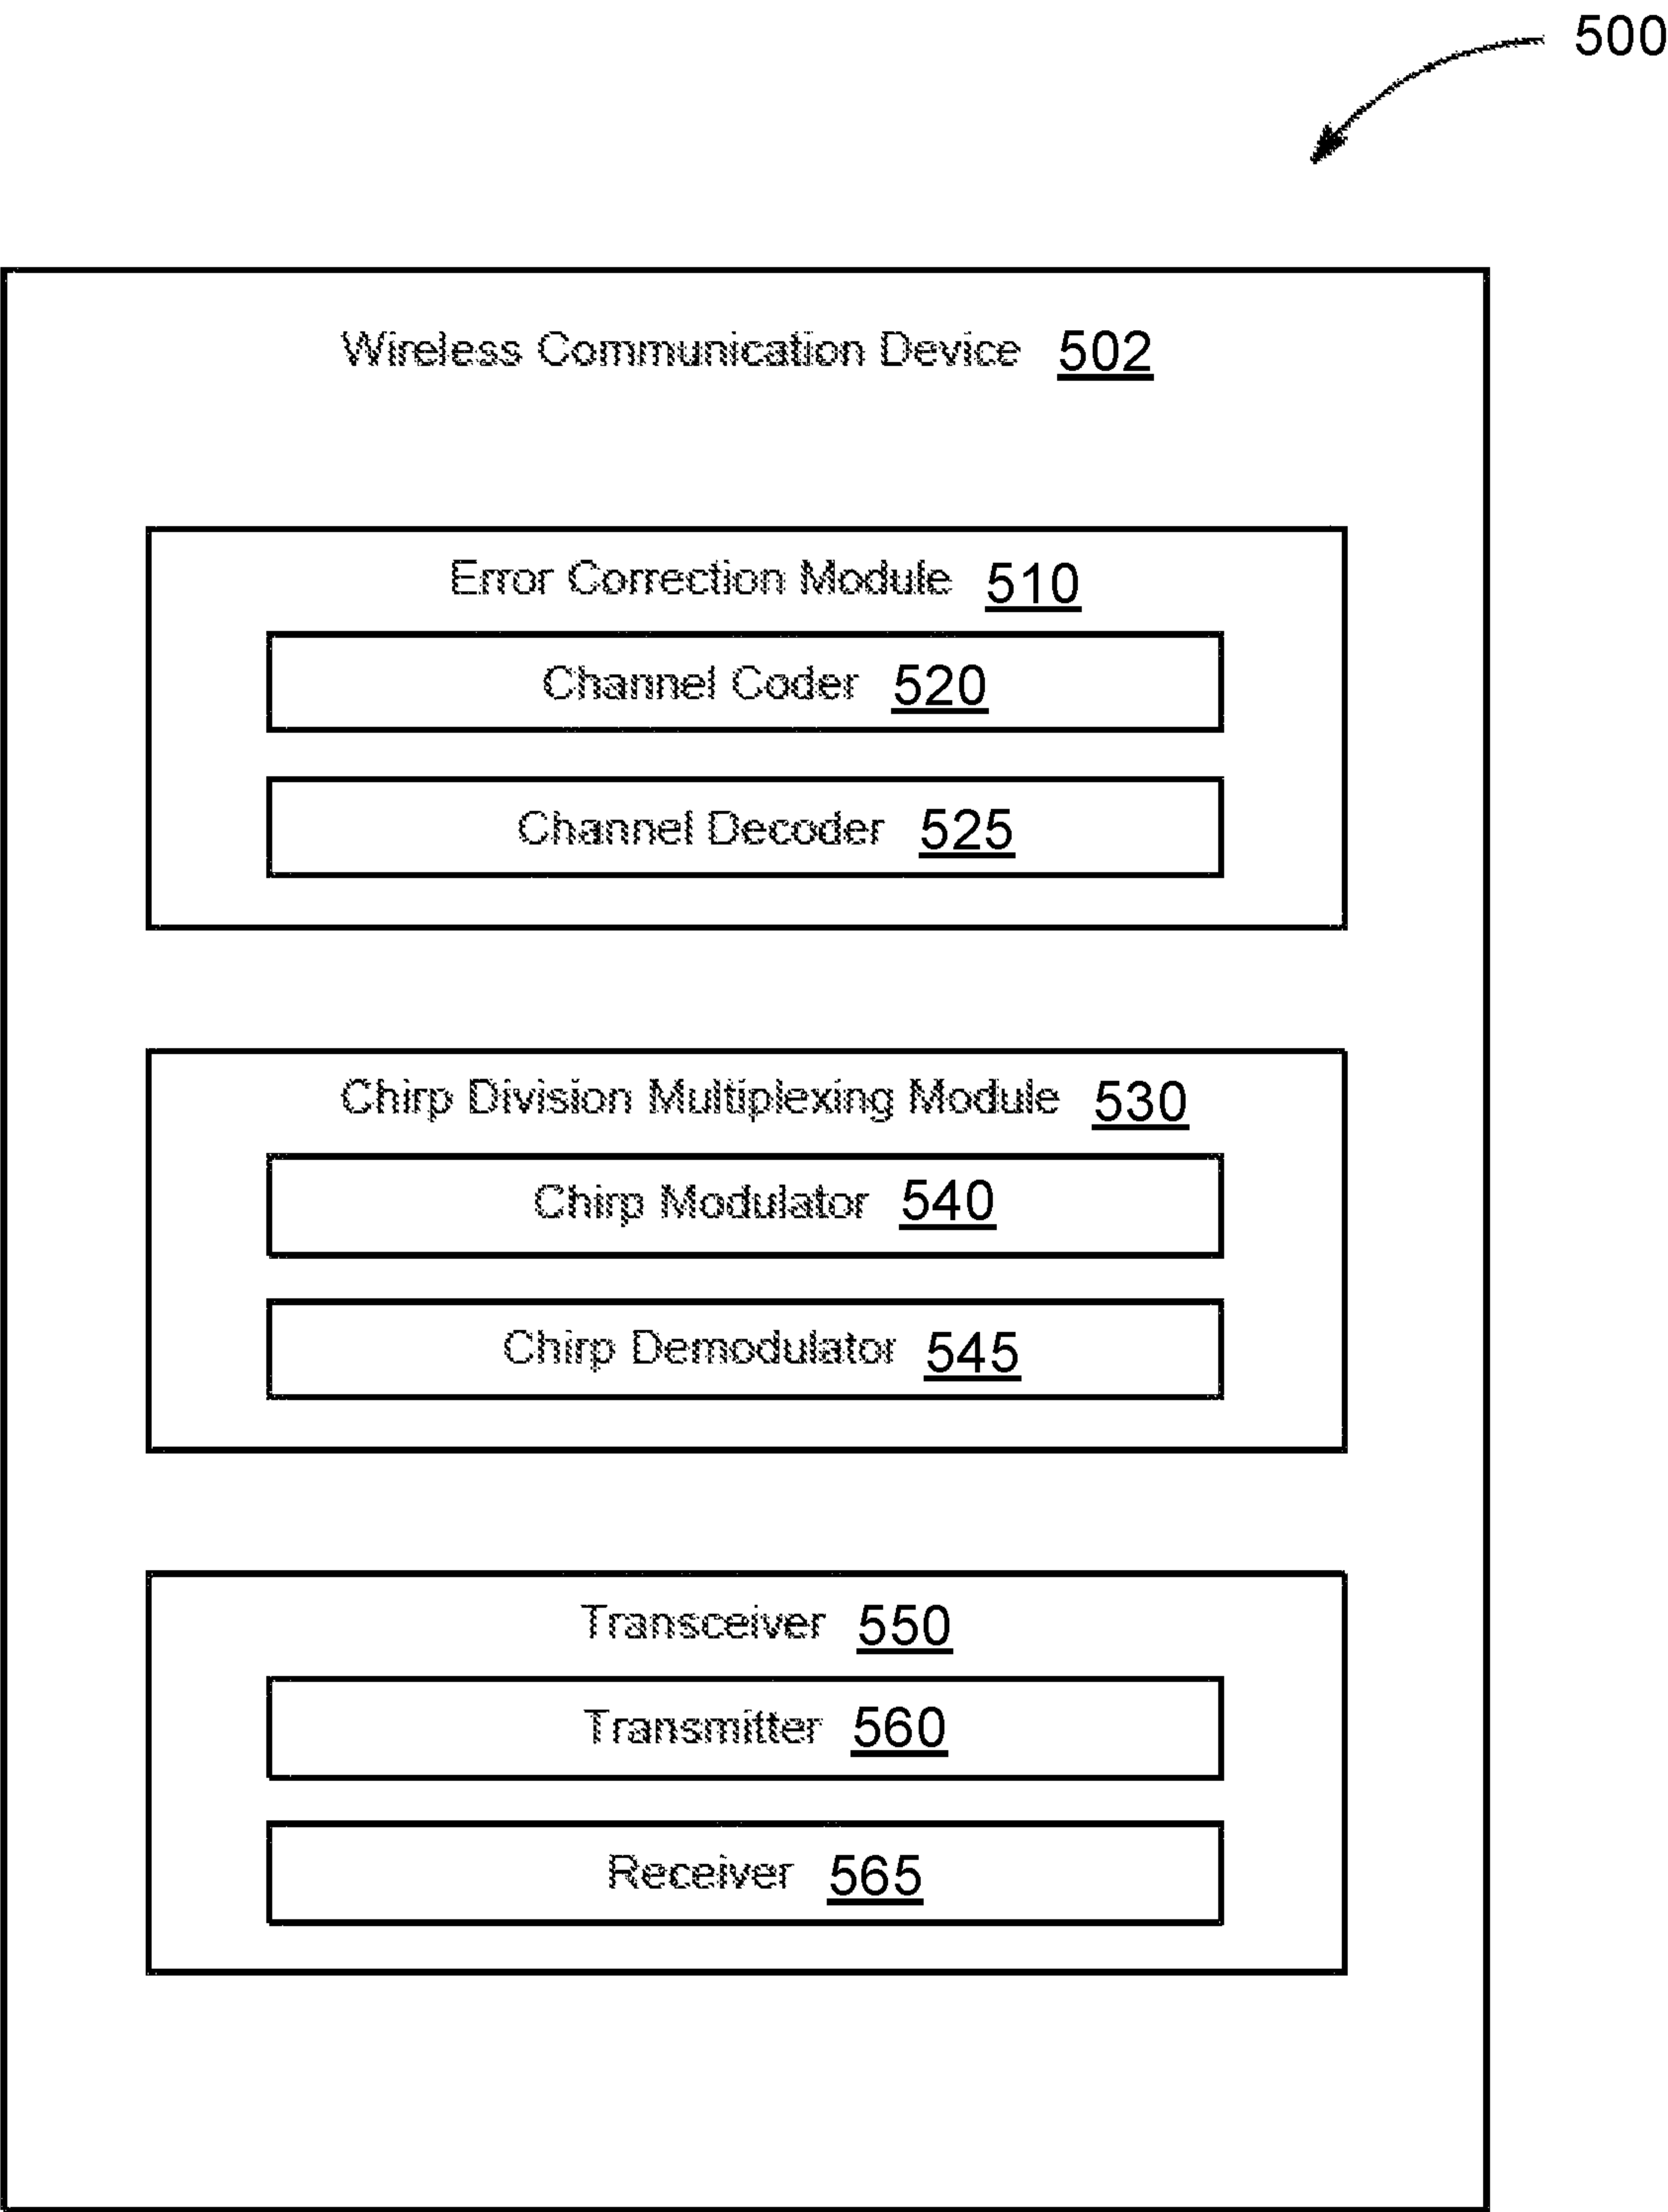 500
Wireless Communication Device 502
Error Correction Module 510
Channel Coder 520
Channel Decoder 525
Chirp Division Multiplexing Module 530
Chirp Modulator 540
Chirp Demodulator 545
Transceiver 550
Transmitter 560
Receiver 565